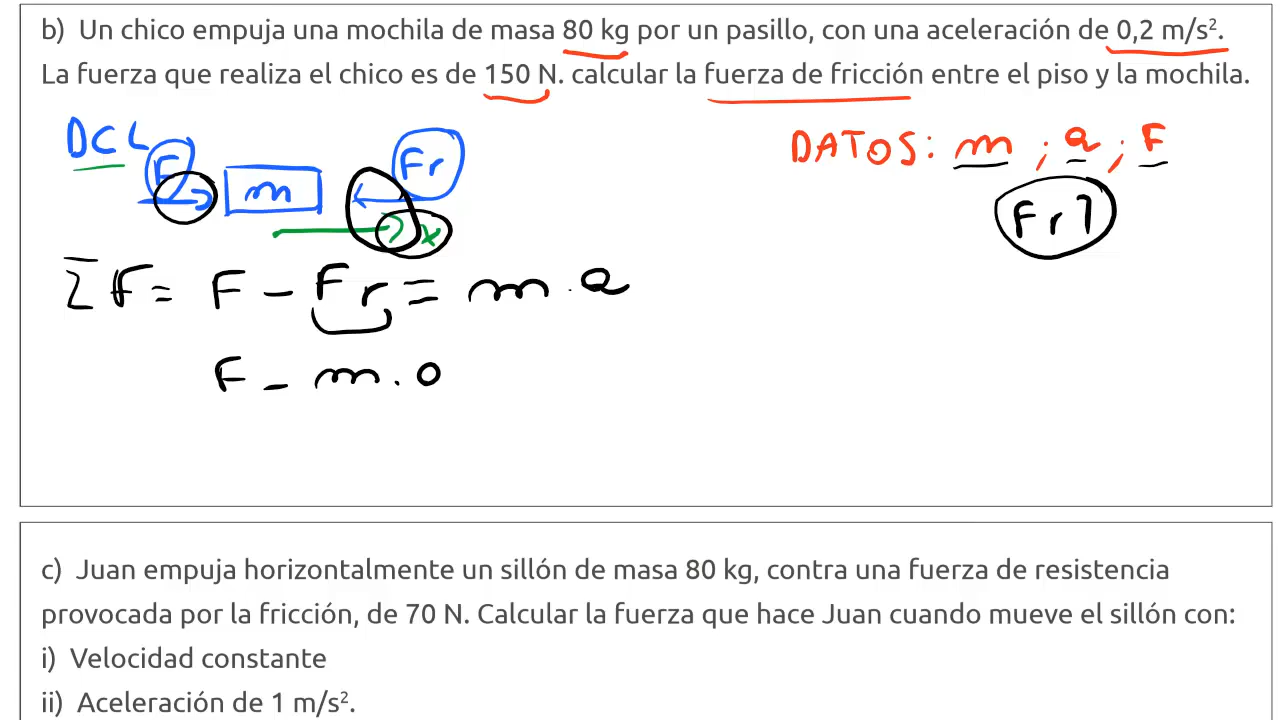 b) Un chico empuja una mochila de masa 80 kg por un pasillo, con una aceleración de 0,2 m/s².
La fuerza que realiza el chico es de 150 N. calcular la fuerza de fricción entre el piso y la mochila.
DCL
DATOS: m ; a ; F
F m Fr
x
Fr?
ΣF = F - Fr = m . a
F - m . a
c) Juan empuja horizontalmente un sillón de masa 80 kg, contra una fuerza de resistencia
provocada por la fricción, de 70 N. Calcular la fuerza que hace Juan cuando mueve el sillón con:
i) Velocidad constante
ii) Aceleración de 1 m/s².